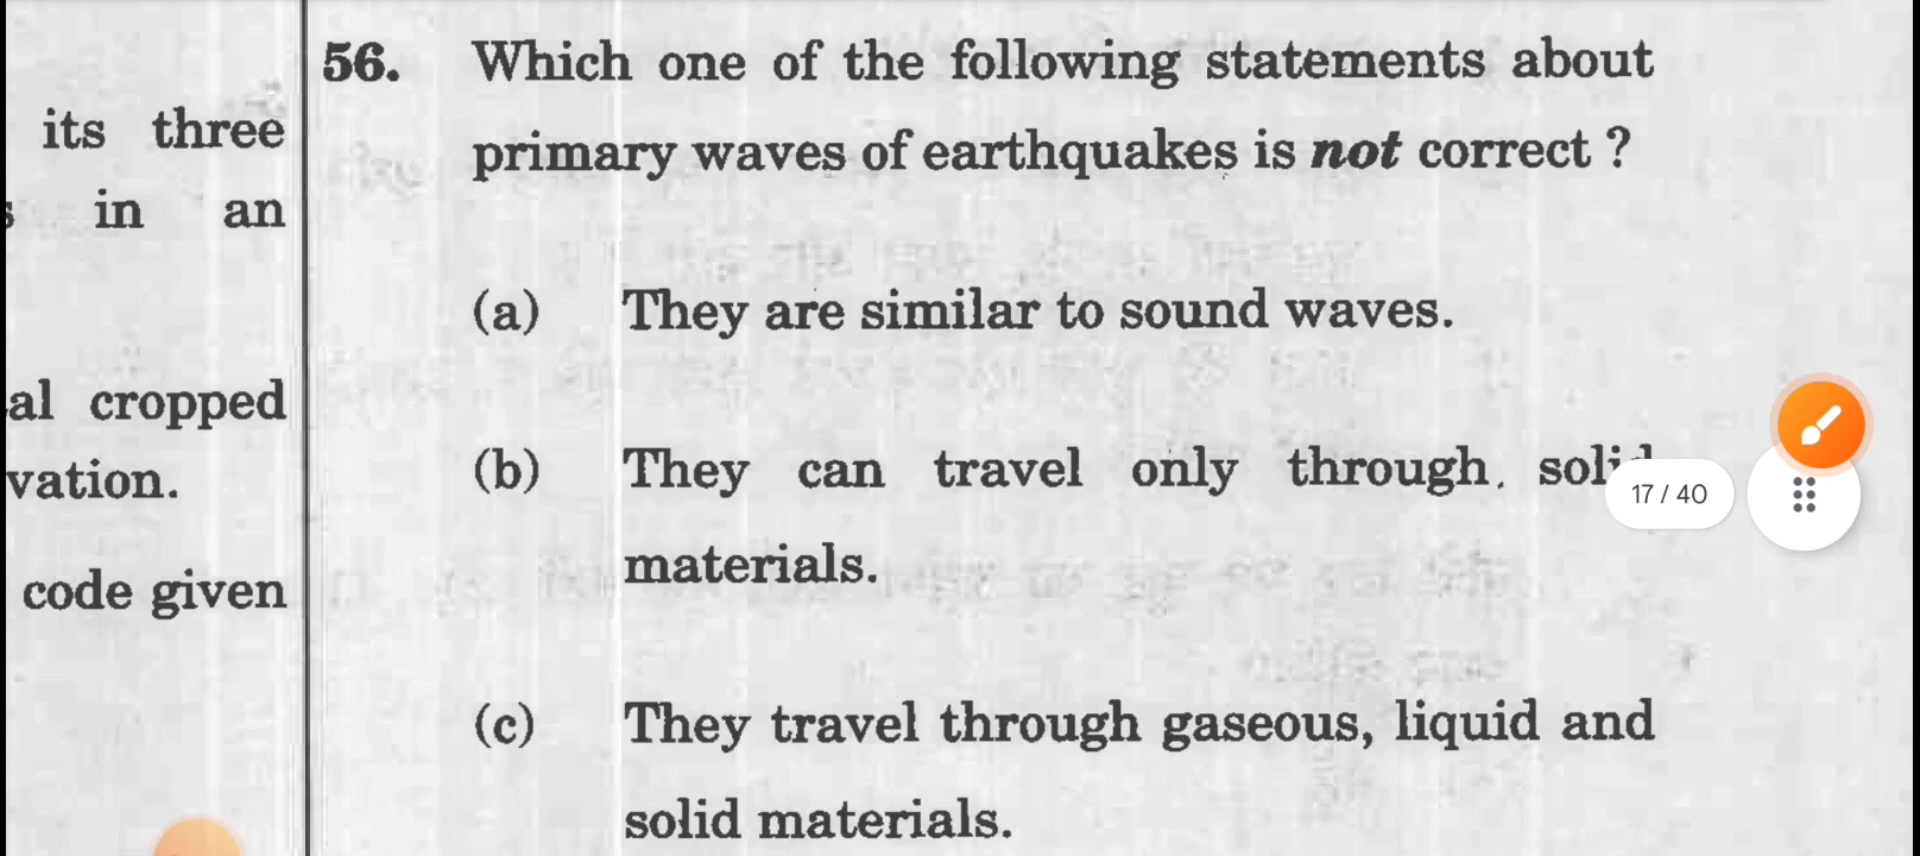 its three
in an
al cropped
vation.
code given
56. Which one of the following statements about
primary waves of earthquakes is not correct ?
(a) They are similar to sound waves.
(b) They can travel only through solid
materials.
(c) They travel through gaseous, liquid and
solid materials.
17 / 40